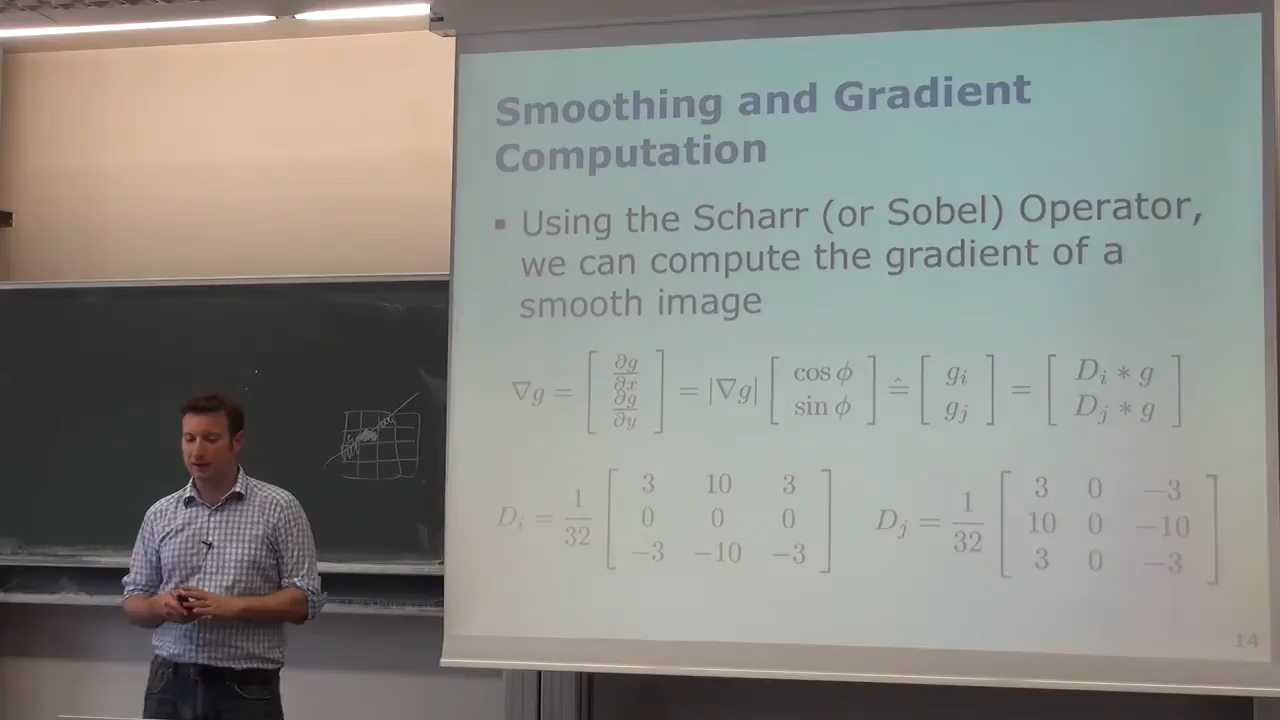 Smoothing and Gradient
Computation
▪ Using the Scharr (or Sobel) Operator,
we can compute the gradient of a
smooth image
∇g = [ ∂g/∂x ; ∂g/∂y ] = |∇g| [ cos ϕ ; sin ϕ ] ≙ [ g_i ; g_j ] = [ D_i * g ; D_j * g ]
D_i = 1/32 [ 3 10 3 ; 0 0 0 ; −3 −10 −3 ] D_j = 1/32 [ 3 0 −3 ; 10 0 −10 ; 3 0 −3 ]
14